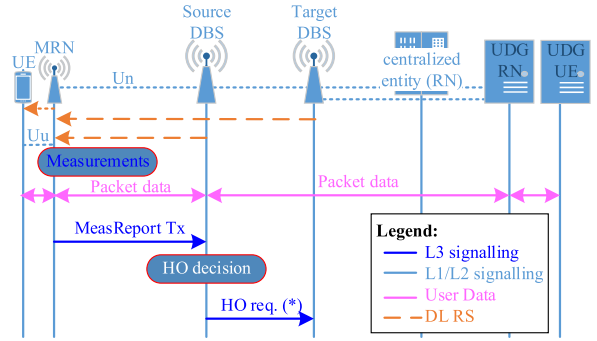 Source
DBS
Target
DBS
MRN
UE
Un
centralized
entity (RN)
UDG
RN
UDG
UE
Uu
Measurements
Packet data
Packet data
MeasReport Tx
HO decision
HO req. (*)
Legend:
L3 signalling
L1/L2 signalling
User Data
DL RS